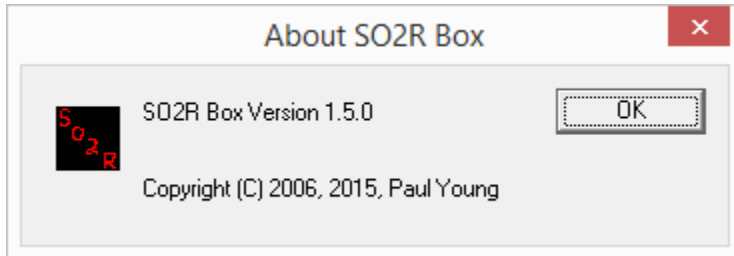 About SO2R Box
So2R
SO2R Box Version 1.5.0
OK
Copyright (C) 2006, 2015, Paul Young